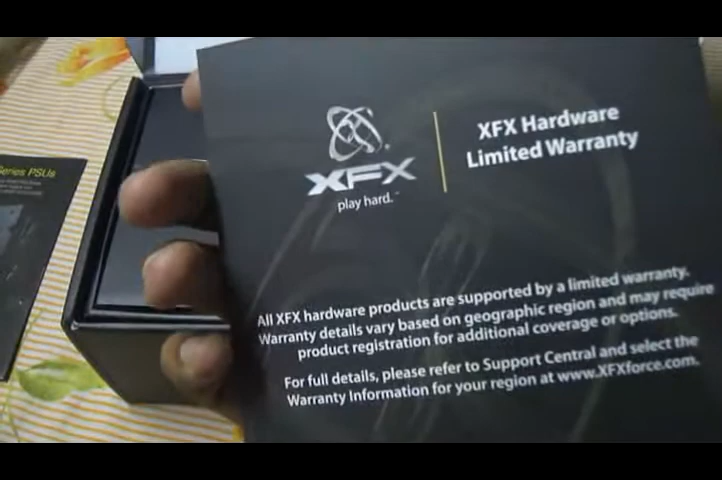 Series PSUs
XFX
play hard.™
XFX Hardware
Limited Warranty
All XFX hardware products are supported by a limited warranty.
Warranty details vary based on geographic region and may require
product registration for additional coverage or options.
For full details, please refer to Support Central and select the
Warranty Information for your region at www.XFXforce.com.